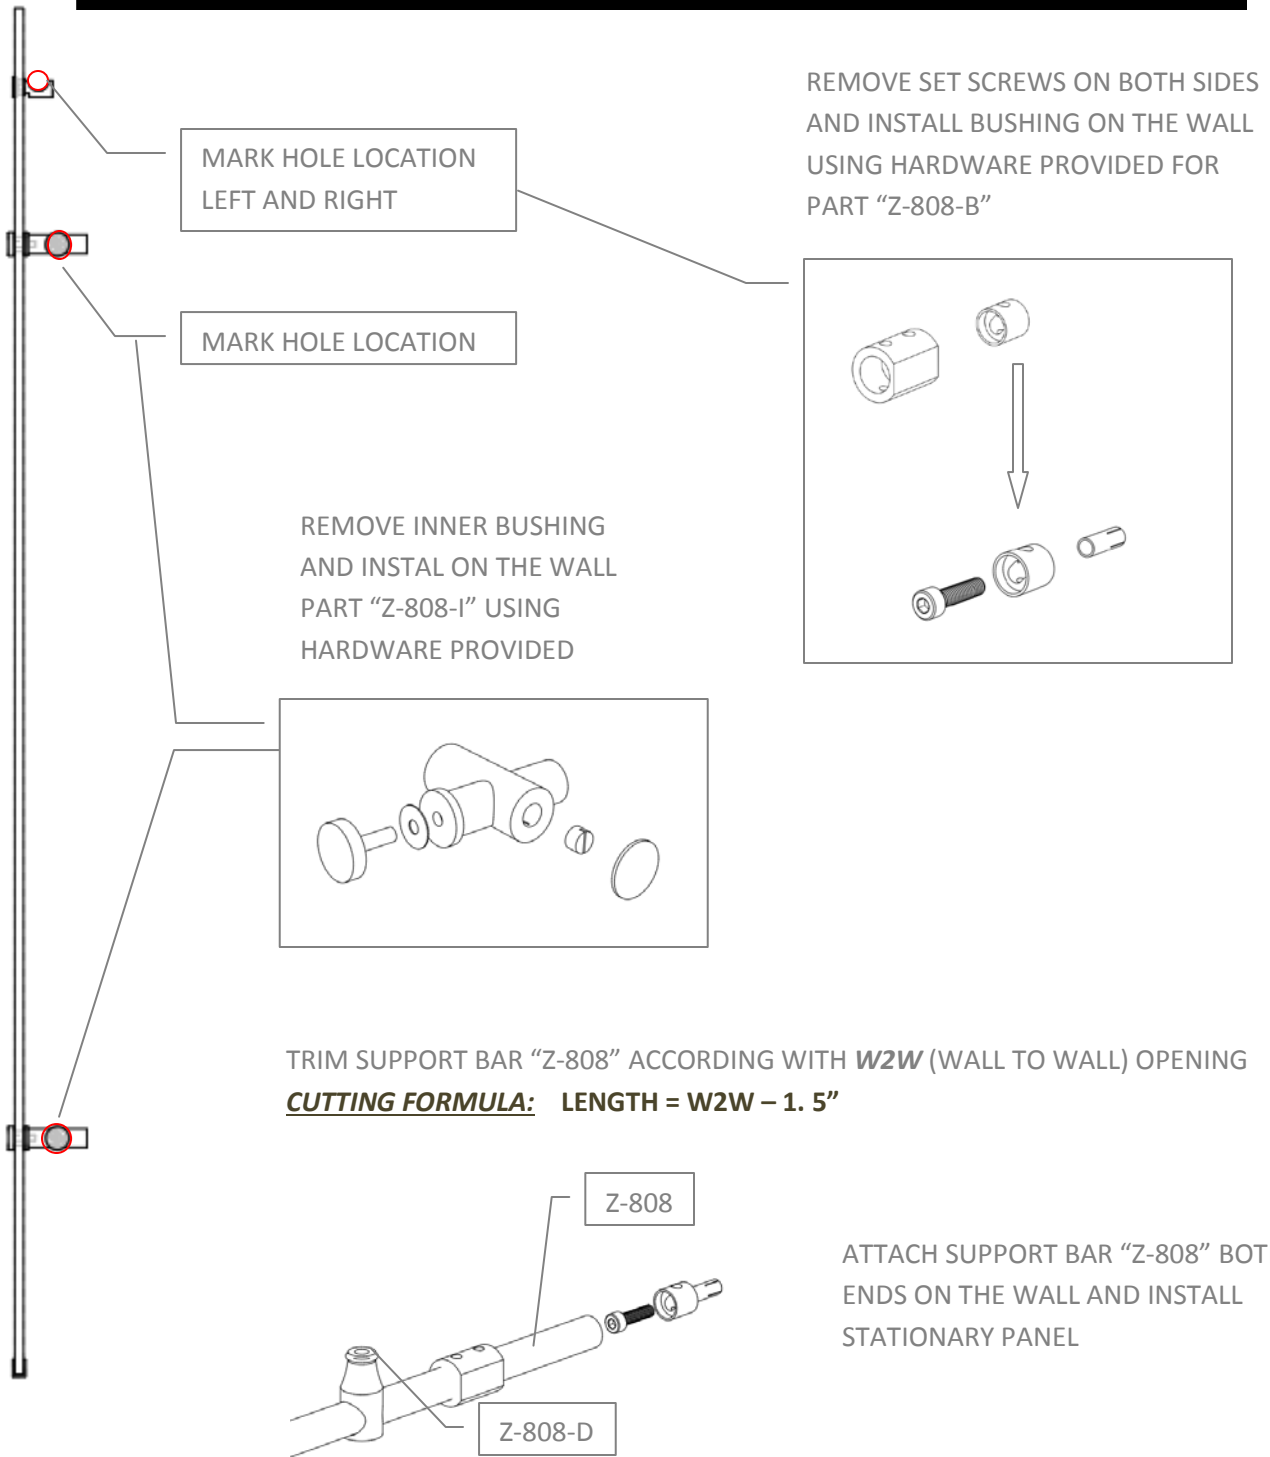 REMOVE SET SCREWS ON BOTH SIDES
AND INSTALL BUSHING ON THE WALL
USING HARDWARE PROVIDED FOR
PART “Z-808-B”
MARK HOLE LOCATION
LEFT AND RIGHT
MARK HOLE LOCATION
REMOVE INNER BUSHING
AND INSTAL ON THE WALL
PART “Z-808-I” USING
HARDWARE PROVIDED
TRIM SUPPORT BAR “Z-808” ACCORDING WITH W2W (WALL TO WALL) OPENING
CUTTING FORMULA: LENGTH = W2W – 1. 5”
Z-808
ATTACH SUPPORT BAR “Z-808” BOT
ENDS ON THE WALL AND INSTALL
STATIONARY PANEL
Z-808-D